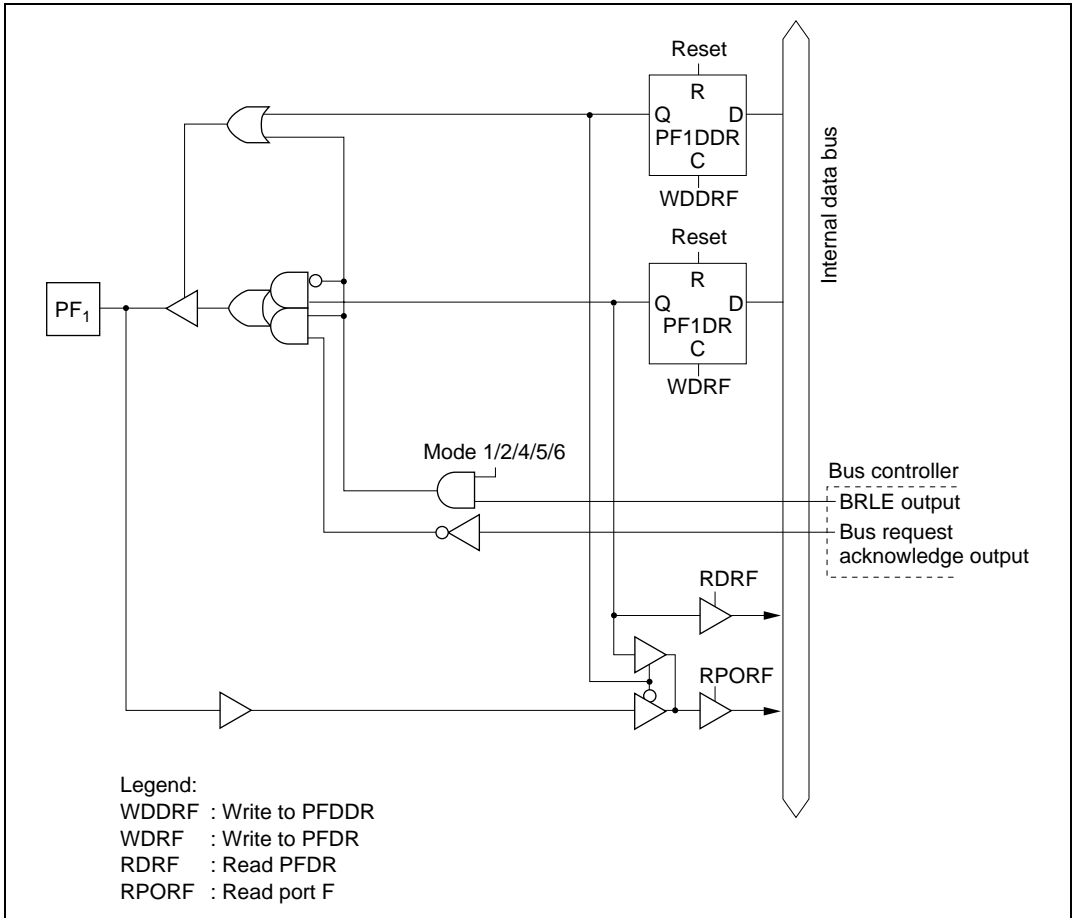 Reset
R
Q D
PF1DDR
C
WDDRF
Internal data bus
Reset
R
Q D
PF1DR
C
WDRF
PF1
Mode 1/2/4/5/6
Bus controller
BRLE output
Bus request
acknowledge output
RDRF
RPORF
Legend:
WDDRF : Write to PFDDR
WDRF : Write to PFDR
RDRF : Read PFDR
RPORF : Read port F